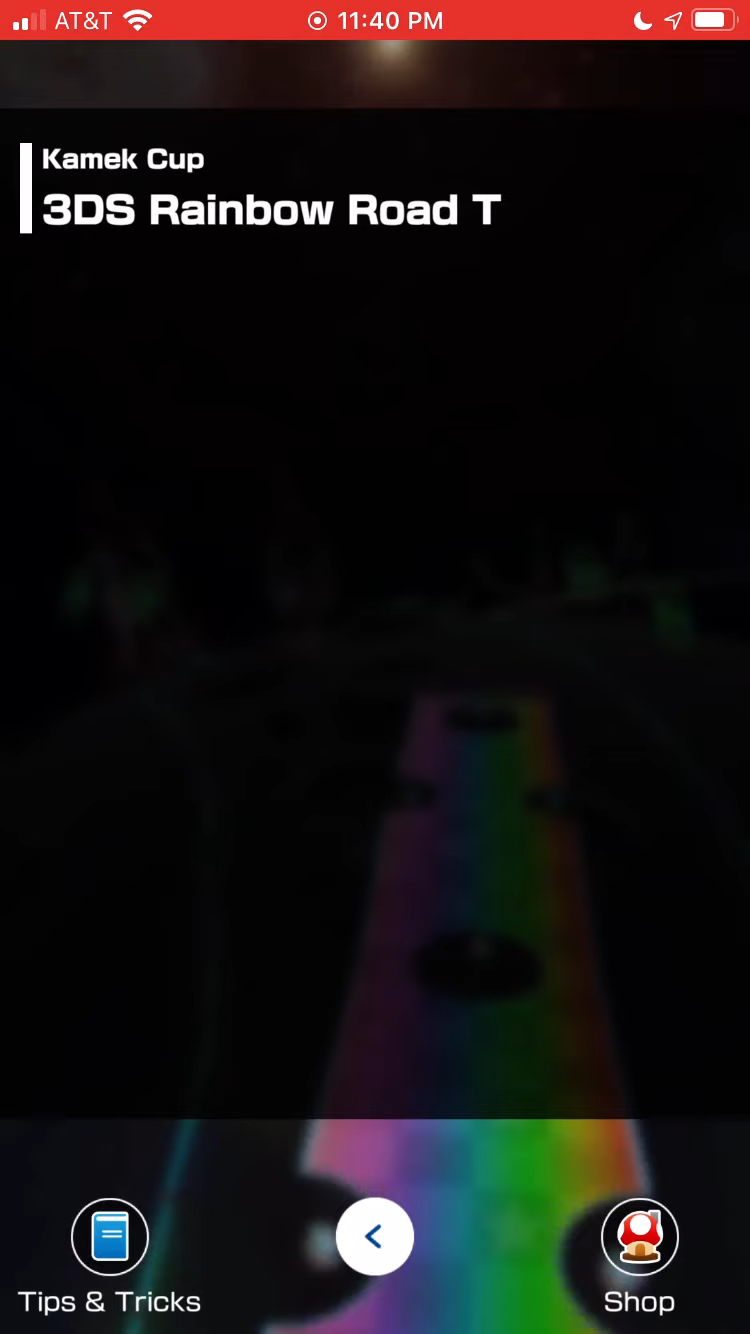 AT&T 11:40 PM
Kamek Cup
3DS Rainbow Road T
Tips & Tricks
Shop